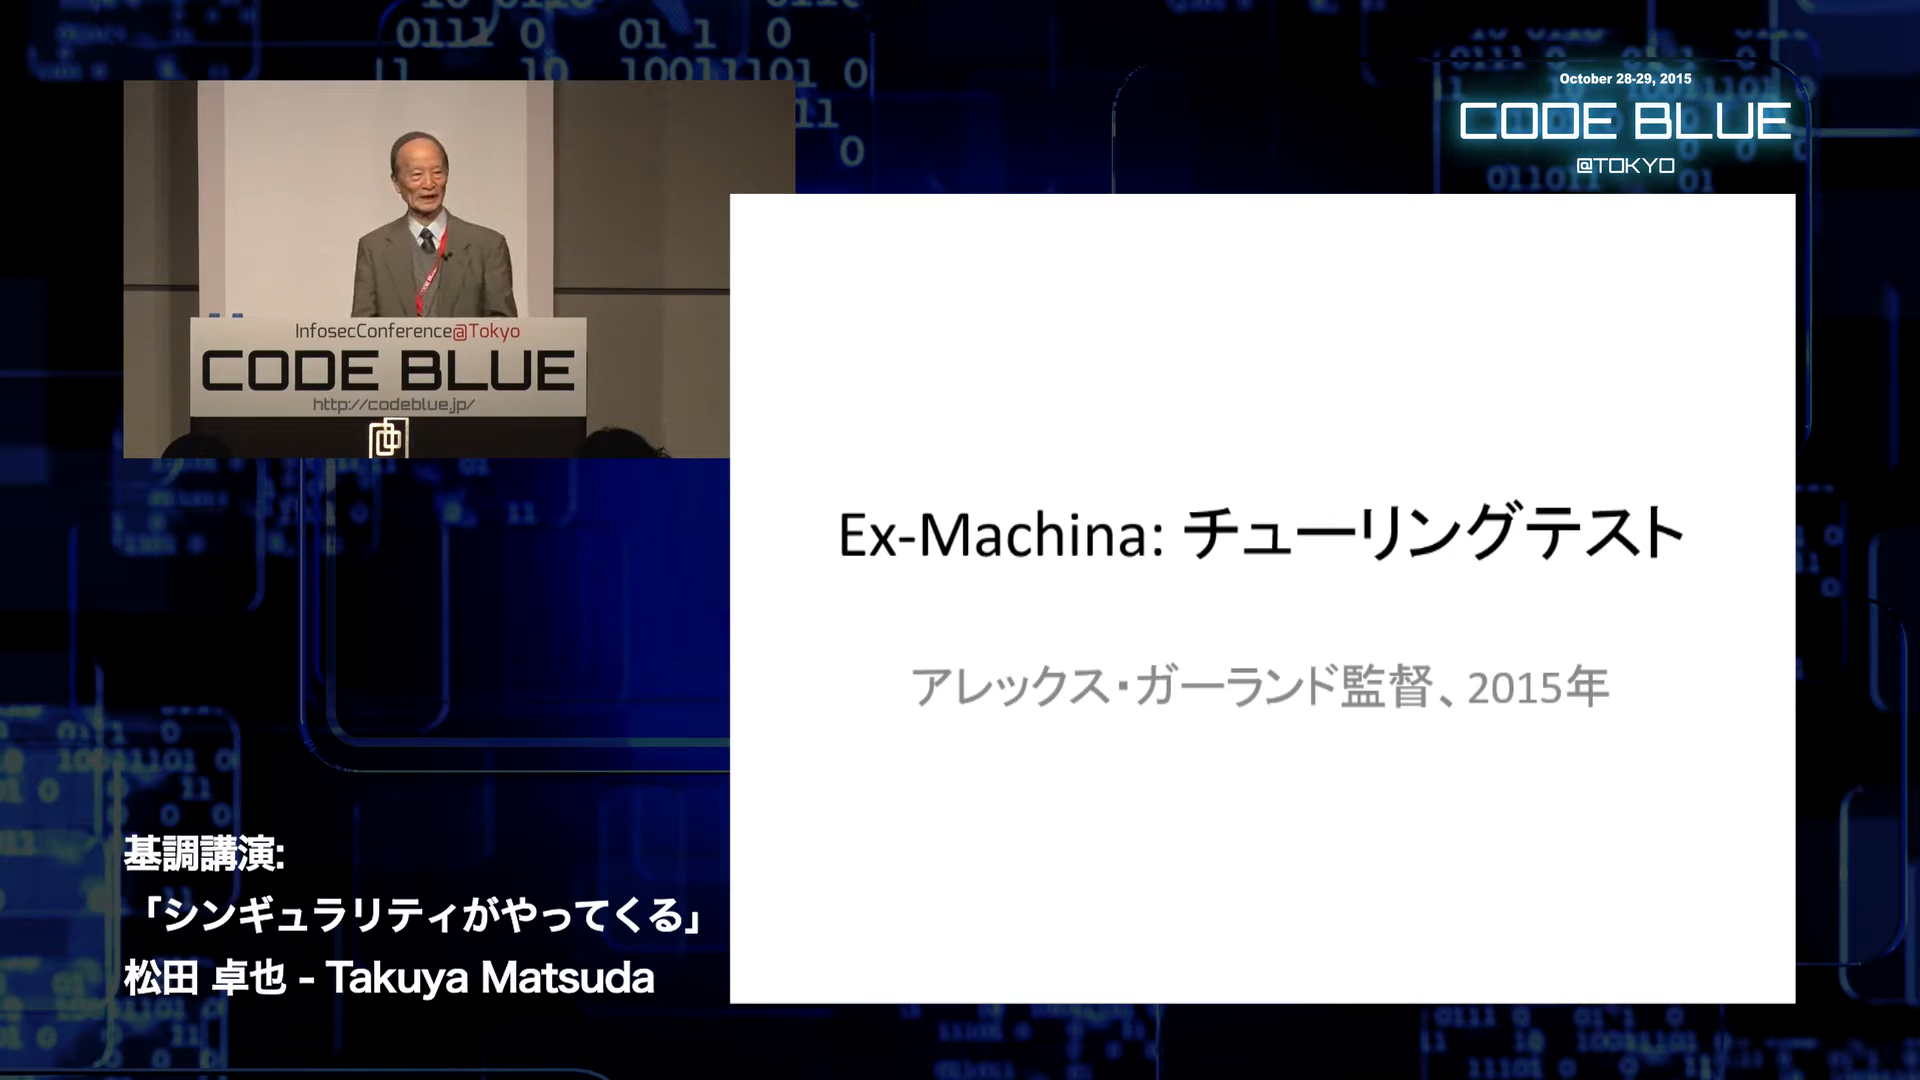 October 28-29, 2015
CODE BLUE
@TOKYO
InfosecConference@Tokyo
CODE BLUE
http://codeblue.jp/
Ex-Machina: チューリングテスト
アレックス・ガーランド監督、2015年
基調講演:
「シンギュラリティがやってくる」
松田 卓也 - Takuya Matsuda